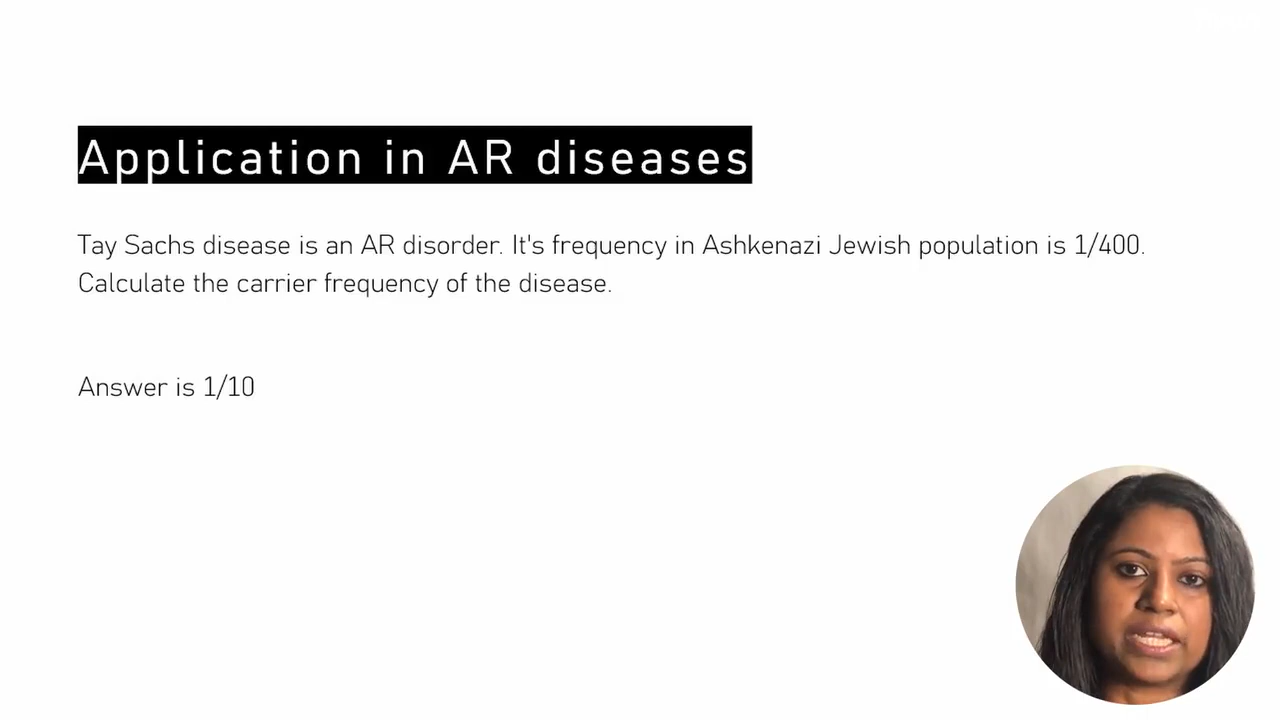 Application in AR diseases
Tay Sachs disease is an AR disorder. It's frequency in Ashkenazi Jewish population is 1/400.
Calculate the carrier frequency of the disease.
Answer is 1/10